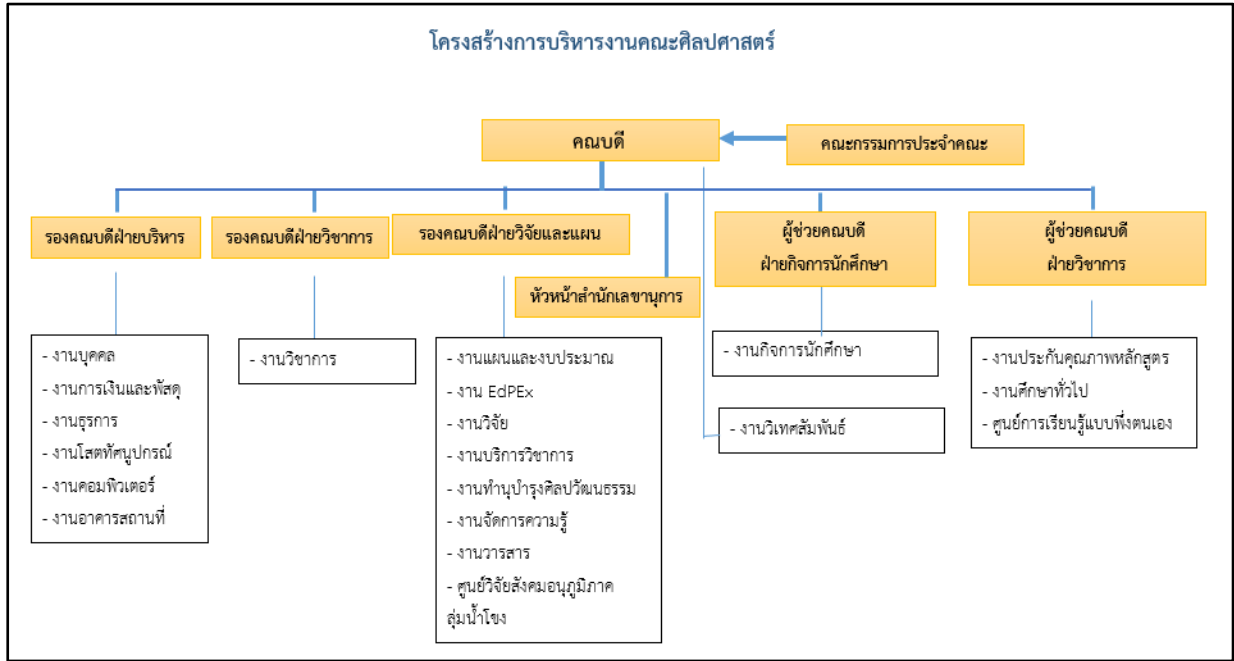 โครงสร้างการบริหารงานคณะศิลปศาสตร์
คณบดี
คณะกรรมการประจำคณะ
รองคณบดีฝ่ายบริหาร
รองคณบดีฝ่ายวิชาการ
รองคณบดีฝ่ายวิจัยและแผน
หัวหน้าสำนักเลขานุการ
ผู้ช่วยคณบดี
ฝ่ายกิจการนักศึกษา
ผู้ช่วยคณบดี
ฝ่ายวิชาการ
- งานบุคคล
- งานการเงินและพัสดุ
- งานธุรการ
- งานโสตทัศนูปกรณ์
- งานคอมพิวเตอร์
- งานอาคารสถานที่
- งานวิชาการ
- งานแผนและงบประมาณ
- งาน EdPEx
- งานวิจัย
- งานบริการวิชาการ
- งานทำนุบำรุงศิลปวัฒนธรรม
- งานจัดการความรู้
- งานวารสาร
- ศูนย์วิจัยสังคมอนุภูมิภาค
ลุ่มน้ำโขง
- งานกิจการนักศึกษา
- งานวิเทศสัมพันธ์
- งานประกันคุณภาพหลักสูตร
- งานศึกษาทั่วไป
- ศูนย์การเรียนรู้แบบพึ่งตนเอง